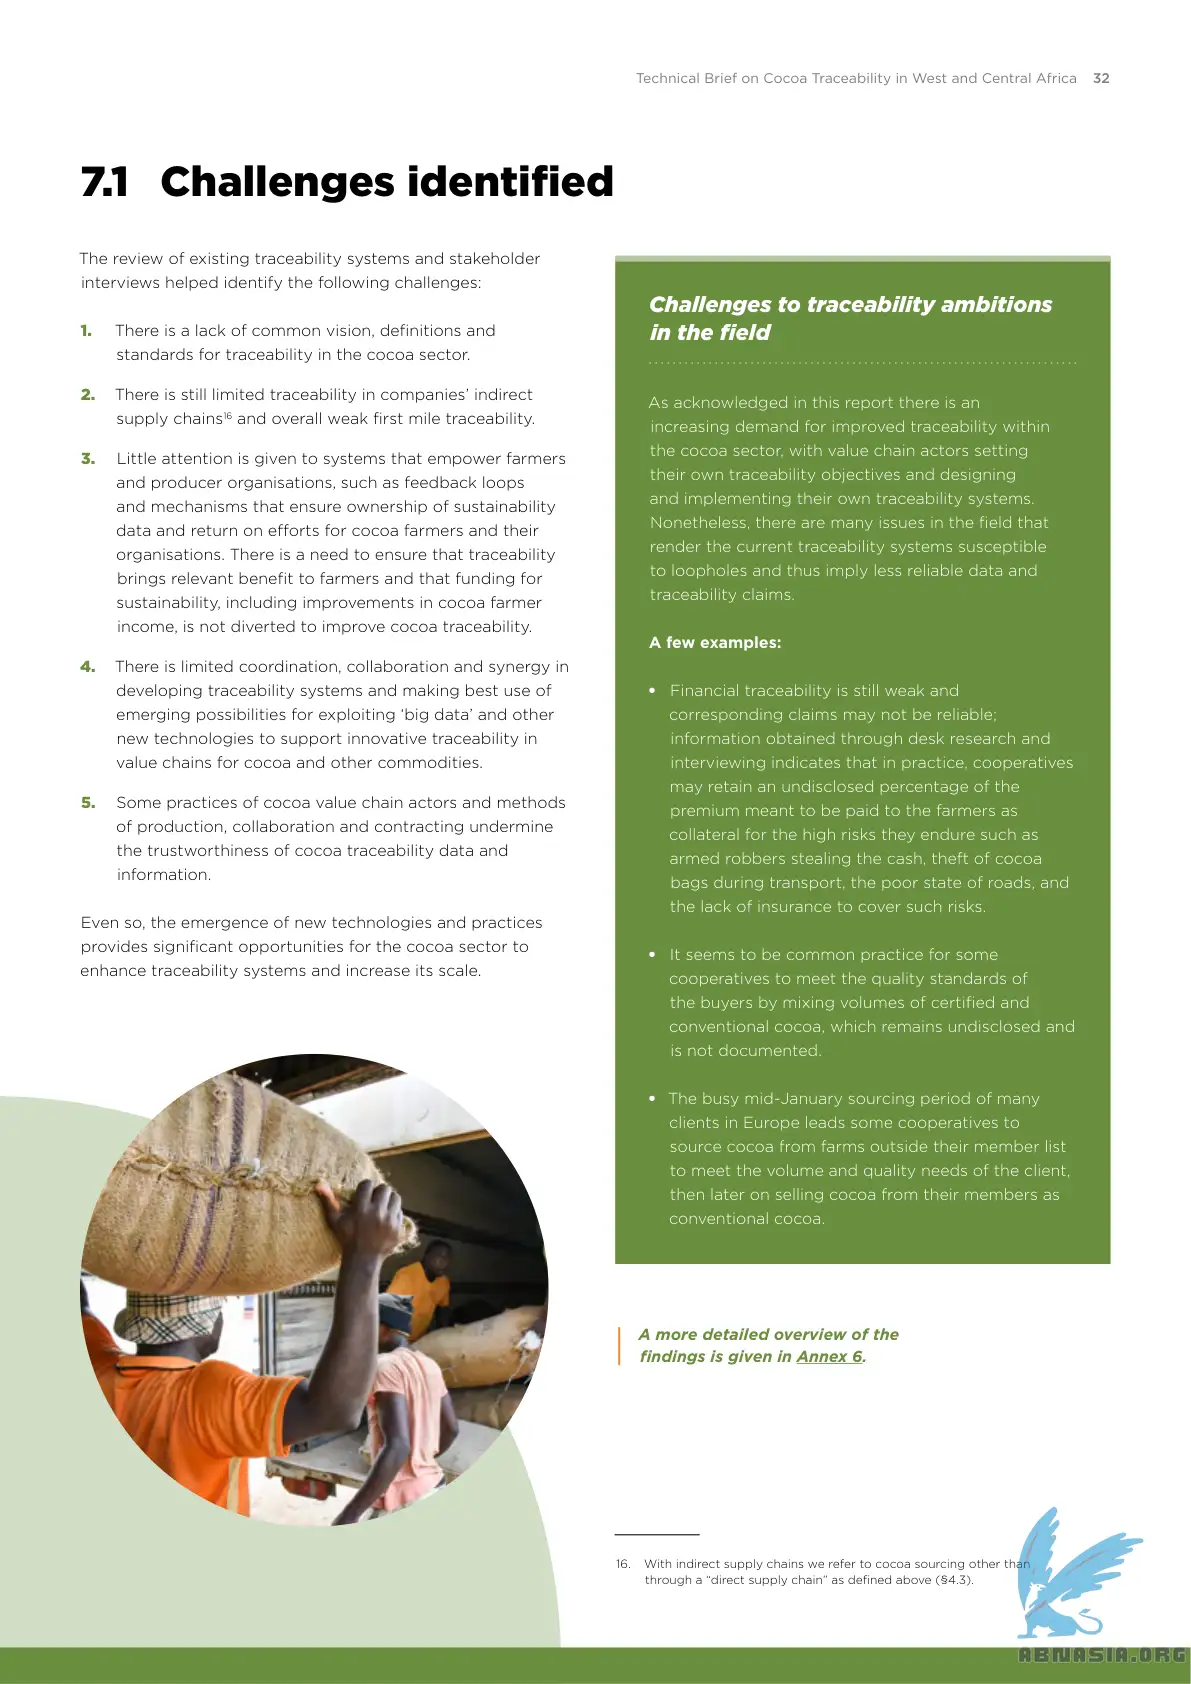 Technical Brief on Cocoa Traceability in West and Central Africa 32
7.1 Challenges identified
The review of existing traceability systems and stakeholder
interviews helped identify the following challenges:
1. There is a lack of common vision, definitions and
standards for traceability in the cocoa sector.
2. There is still limited traceability in companies’ indirect
supply chains16 and overall weak first mile traceability.
3. Little attention is given to systems that empower farmers
and producer organisations, such as feedback loops
and mechanisms that ensure ownership of sustainability
data and return on efforts for cocoa farmers and their
organisations. There is a need to ensure that traceability
brings relevant benefit to farmers and that funding for
sustainability, including improvements in cocoa farmer
income, is not diverted to improve cocoa traceability.
4. There is limited coordination, collaboration and synergy in
developing traceability systems and making best use of
emerging possibilities for exploiting ‘big data’ and other
new technologies to support innovative traceability in
value chains for cocoa and other commodities.
5. Some practices of cocoa value chain actors and methods
of production, collaboration and contracting undermine
the trustworthiness of cocoa traceability data and
information.
Even so, the emergence of new technologies and practices
provides significant opportunities for the cocoa sector to
enhance traceability systems and increase its scale.
Challenges to traceability ambitions
in the field
As acknowledged in this report there is an
increasing demand for improved traceability within
the cocoa sector, with value chain actors setting
their own traceability objectives and designing
and implementing their own traceability systems.
Nonetheless, there are many issues in the field that
render the current traceability systems susceptible
to loopholes and thus imply less reliable data and
traceability claims.
A few examples:
• Financial traceability is still weak and
corresponding claims may not be reliable;
information obtained through desk research and
interviewing indicates that in practice, cooperatives
may retain an undisclosed percentage of the
premium meant to be paid to the farmers as
collateral for the high risks they endure such as
armed robbers stealing the cash, theft of cocoa
bags during transport, the poor state of roads, and
the lack of insurance to cover such risks.
• It seems to be common practice for some
cooperatives to meet the quality standards of
the buyers by mixing volumes of certified and
conventional cocoa, which remains undisclosed and
is not documented.
• The busy mid-January sourcing period of many
clients in Europe leads some cooperatives to
source cocoa from farms outside their member list
to meet the volume and quality needs of the client,
then later on selling cocoa from their members as
conventional cocoa.
A more detailed overview of the
findings is given in Annex 6.
16. With indirect supply chains we refer to cocoa sourcing other than
through a “direct supply chain” as defined above (§4.3).
ABNASIA.ORG